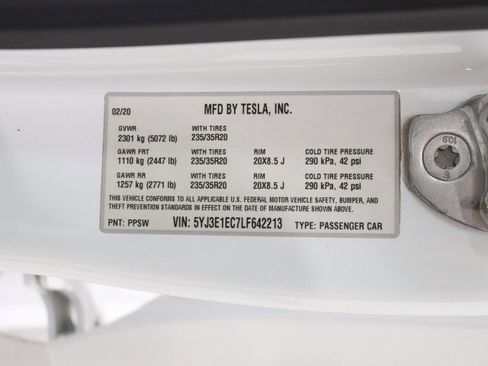 02/20 MFD BY TESLA, INC.
GVWR WITH TIRES
2301 kg (5072 lb) 235/35R20
GAWR FRT WITH TIRES RIM COLD TIRE PRESSURE
1110 kg (2447 lb) 235/35R20 20X8.5 J 290 kPa, 42 psi
GAWR RR WITH TIRES RIM COLD TIRE PRESSURE
1257 kg (2771 lb) 235/35R20 20X8.5 J 290 kPa, 42 psi
THIS VEHICLE CONFORMS TO ALL APPLICABLE U.S. FEDERAL MOTOR VEHICLE SAFETY, BUMPER, AND
THEFT PREVENTION STANDARDS IN EFFECT ON THE DATE OF MANUFACTURE SHOWN ABOVE.
PNT: PPSW VIN: 5YJ3E1EC7LF642213 TYPE: PASSENGER CAR